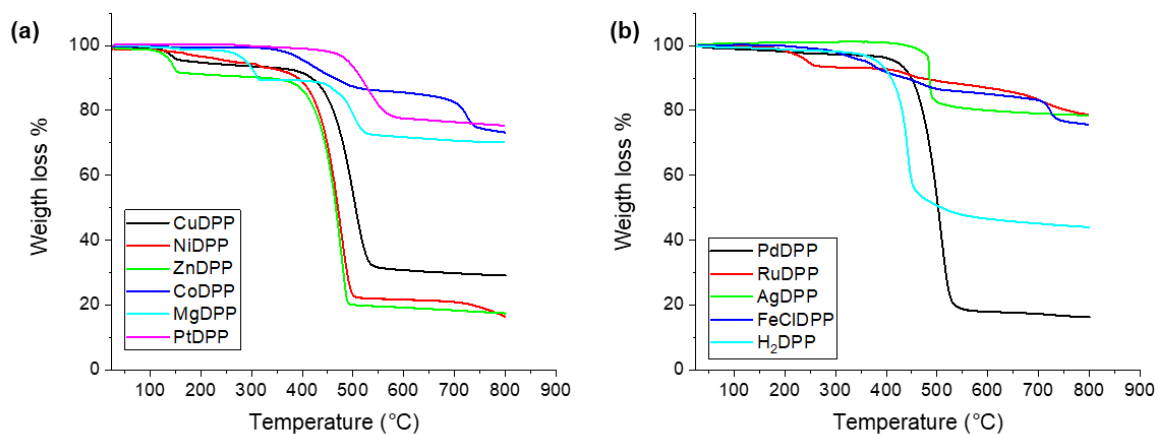 (a)
Weigth loss %
100
80
60
40
20
0
CuDPP
NiDPP
ZnDPP
CoDPP
MgDPP
PtDPP
100 200 300 400 500 600 700 800 900
Temperature (°C)
(b)
Weigth loss %
100
80
60
40
20
0
PdDPP
RuDPP
AgDPP
FeClDPP
H₂DPP
100 200 300 400 500 600 700 800 900
Temperature (°C)